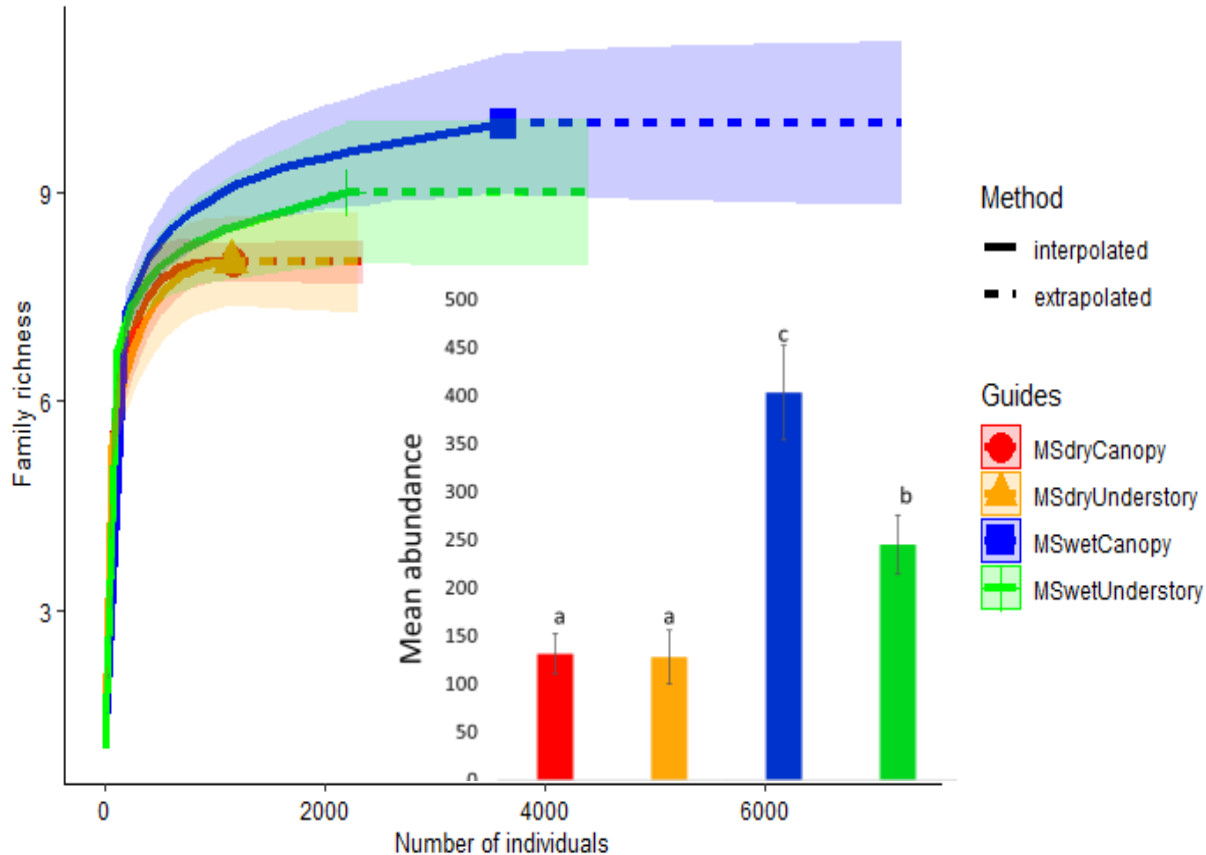 Family richness
9
6
3
0
2000
4000
6000
Number of individuals
Mean abundance
500
450
400
350
300
250
200
150
100
50
0
a
a
c
b
Method
interpolated
extrapolated
Guides
MSdryCanopy
MSdryUnderstory
MSwetCanopy
MSwetUnderstory